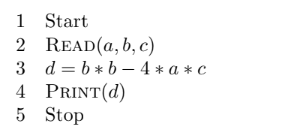 1 Start
2 READ(a, b, c)
3 d = b ∗ b − 4 ∗ a ∗ c
4 PRINT(d)
5 Stop